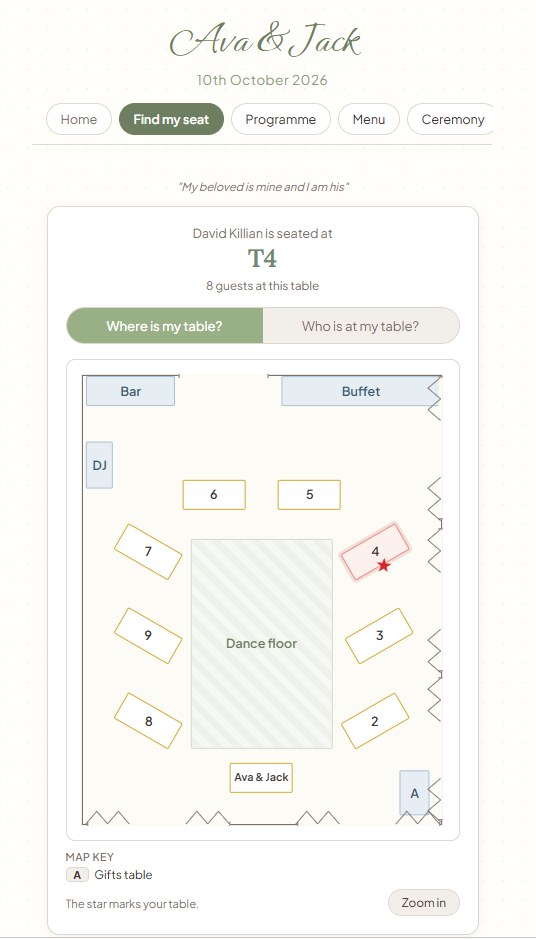 Ava & Jack
10th October 2026
Home Find my seat Programme Menu Ceremony
"My beloved is mine and I am his"
David Killian is seated at
T4
8 guests at this table
Where is my table? Who is at my table?
Bar Buffet
DJ
6 5
7 4
9 3
Dance floor
8 2
Ava & Jack
A
MAP KEY
A Gifts table
The star marks your table.
Zoom in